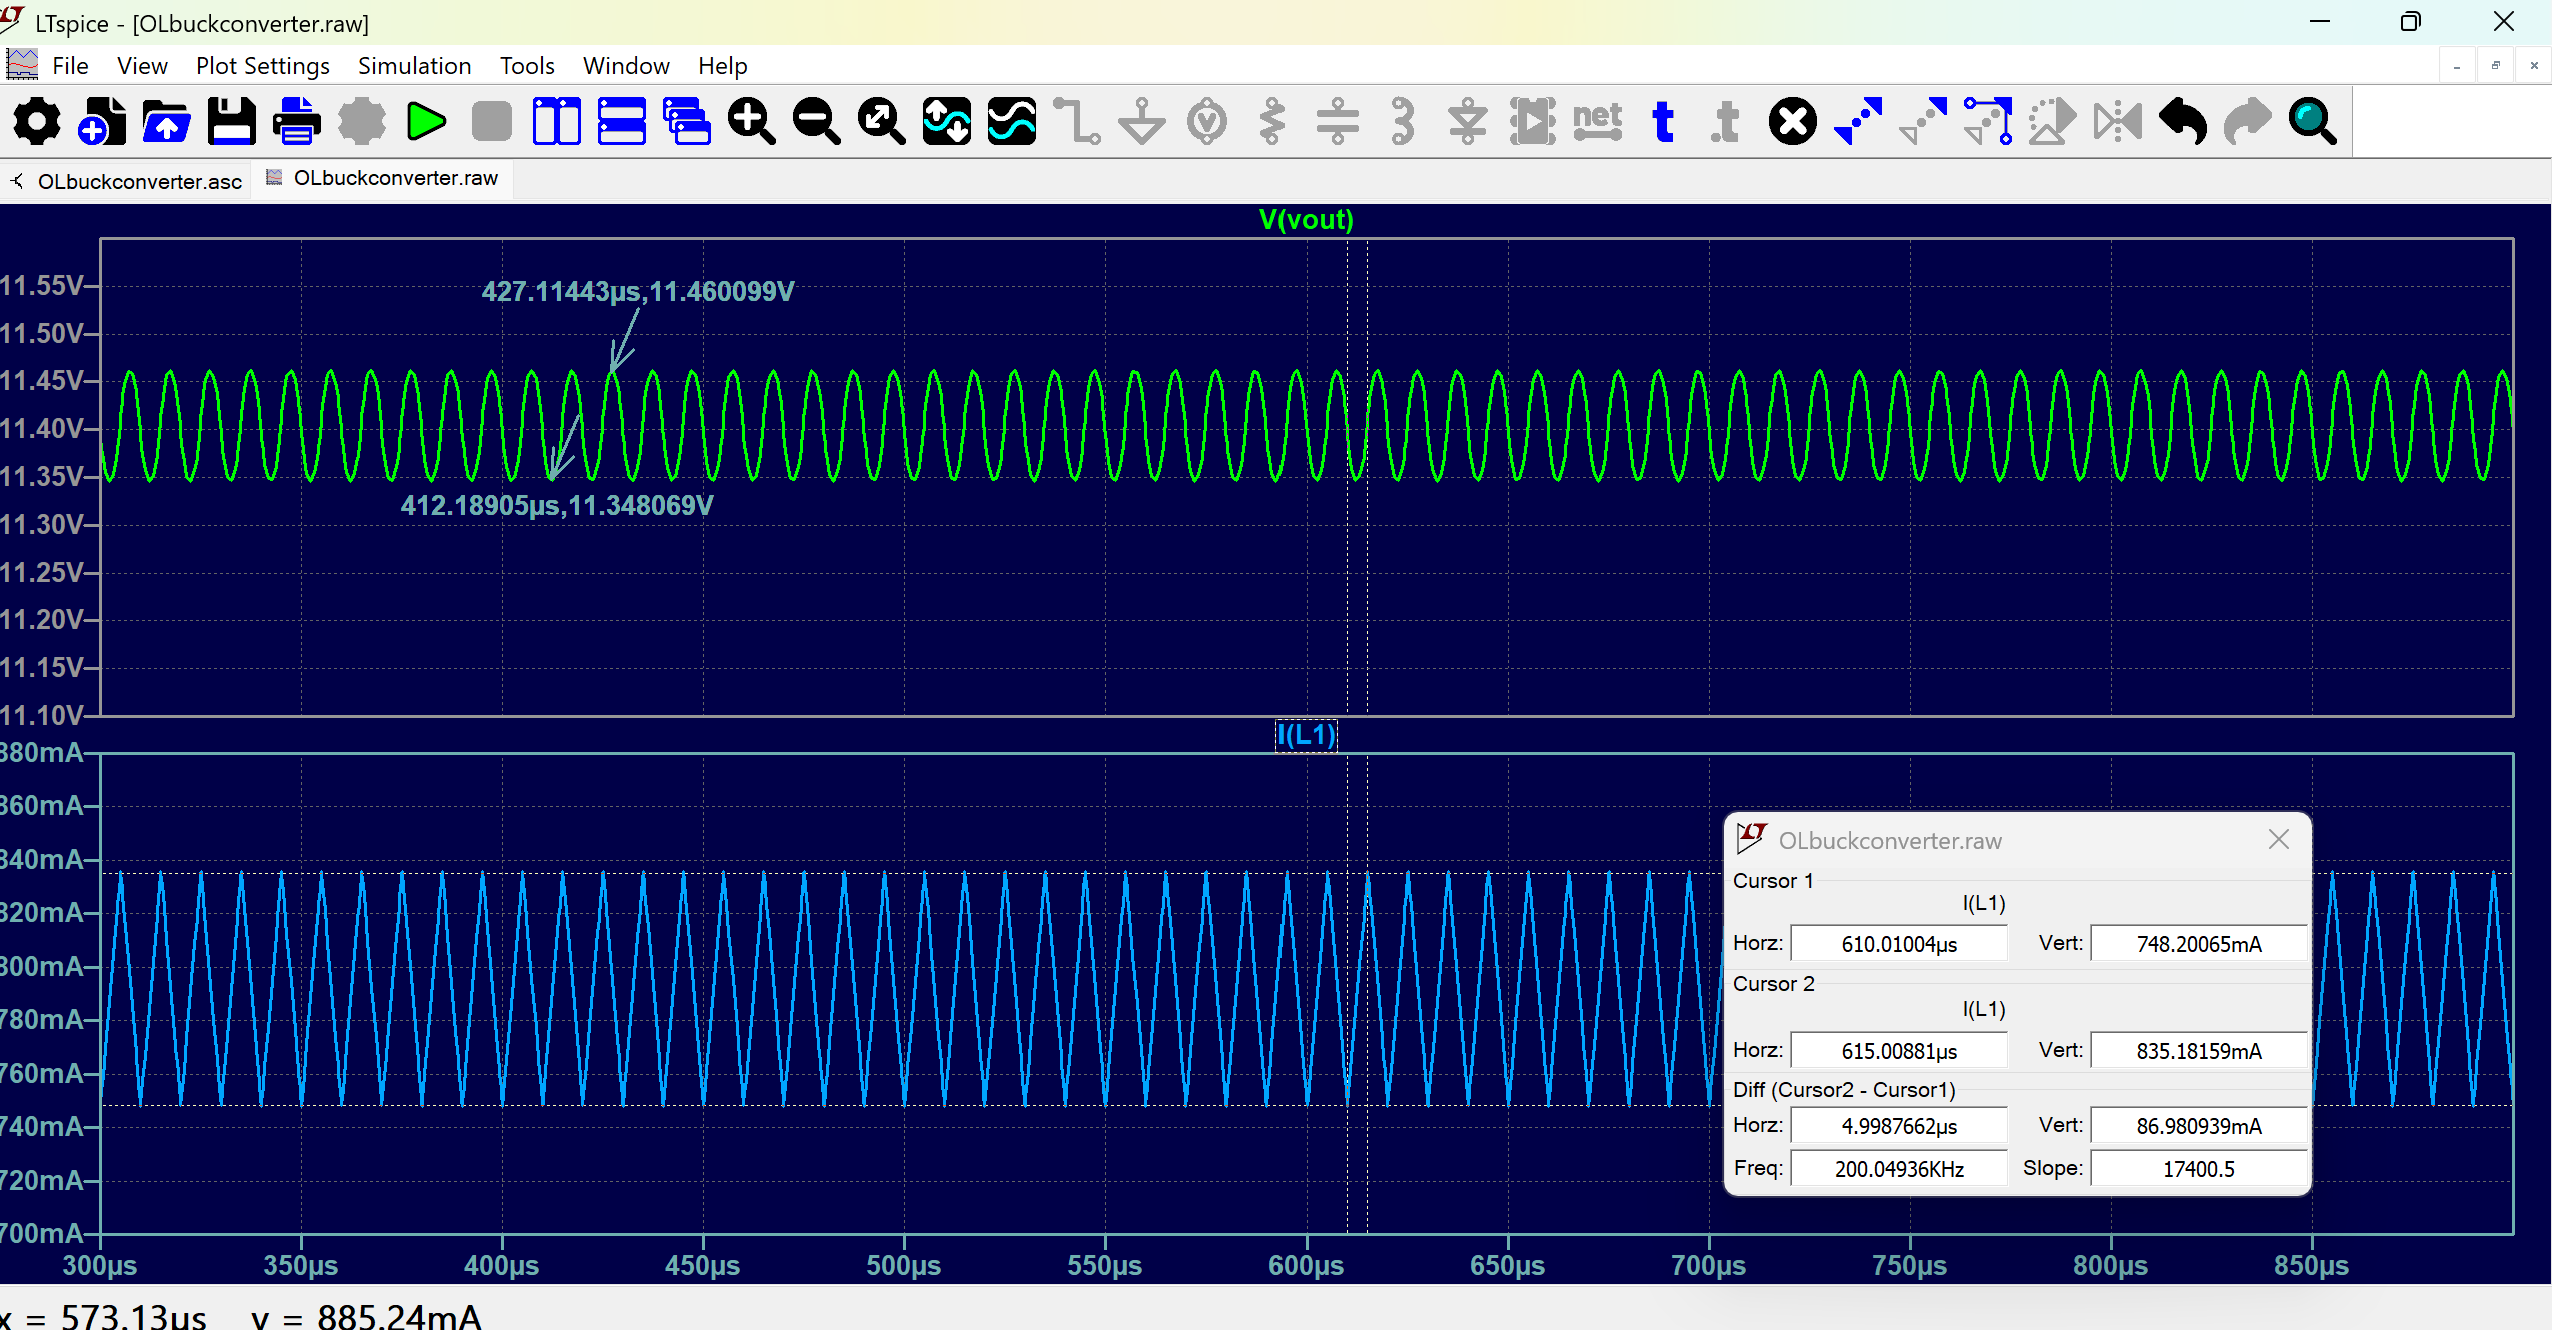 LTspice - [OLbuckconverter.raw]
File View Plot Settings Simulation Tools Window Help
net t .t
OLbuckconverter.asc OLbuckconverter.raw
V(vout)
11.55V
427.11443µs,11.460099V
11.50V
11.45V
11.40V
11.35V
412.18905µs,11.348069V
11.30V
11.25V
11.20V
11.15V
11.10V
I(L1)
880mA
860mA
840mA
820mA
800mA
780mA
760mA
740mA
720mA
700mA
OLbuckconverter.raw
Cursor 1
I(L1)
Horz: 610.01004µs Vert: 748.20065mA
Cursor 2
I(L1)
Horz: 615.00881µs Vert: 835.18159mA
Diff (Cursor2 - Cursor1)
Horz: 4.9987662µs Vert: 86.980939mA
Freq: 200.04936KHz Slope: 17400.5
300µs 350µs 400µs 450µs 500µs 550µs 600µs 650µs 700µs 750µs 800µs 850µs
x = 573.13us y = 885.24mA